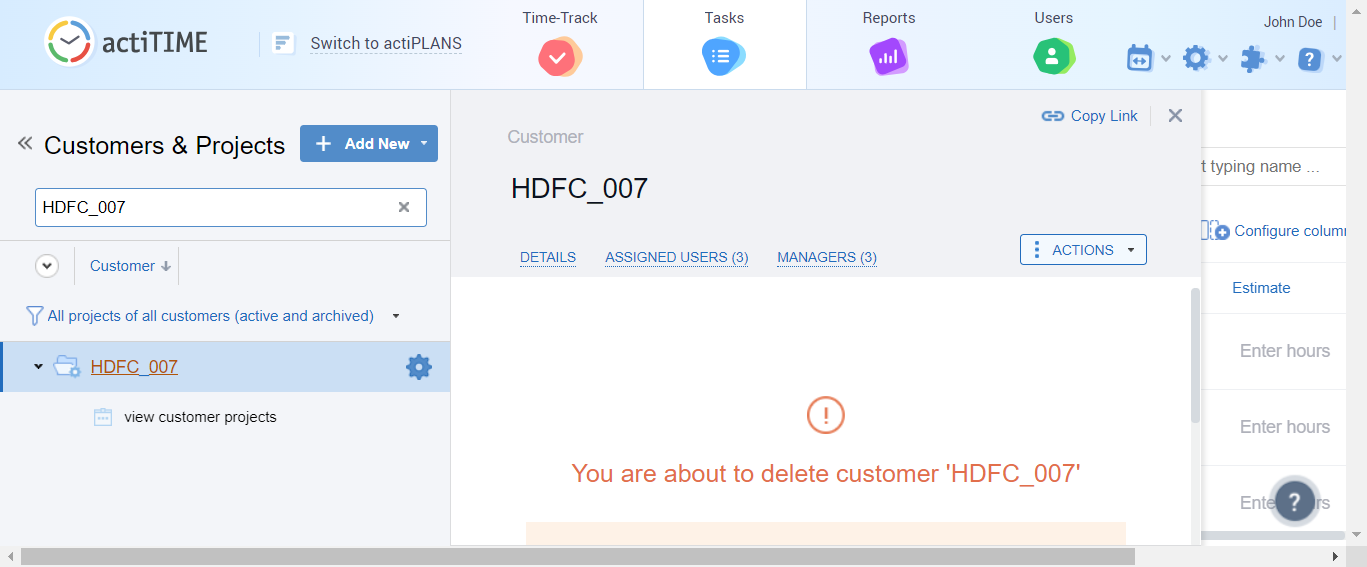 actiTIME
Switch to actiPLANS
Time-Track
Tasks
Reports
Users
John Doe
Customers & Projects
Add New
HDFC_007
Customer
All projects of all customers (active and archived)
HDFC_007
view customer projects
Copy Link
Customer
HDFC_007
DETAILS
ASSIGNED USERS (3)
MANAGERS (3)
ACTIONS
You are about to delete customer 'HDFC_007'
t typing name ...
Configure colum
Estimate
Enter hours
Enter hours
Ente rs